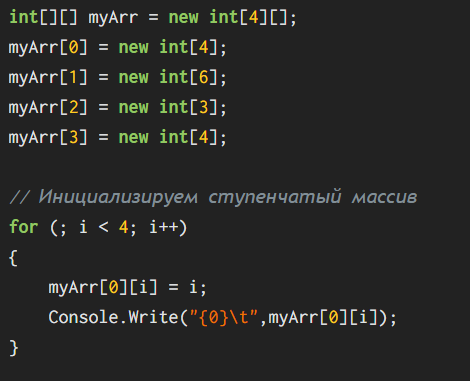 int[][] myArr = new int[4][];
myArr[0] = new int[4];
myArr[1] = new int[6];
myArr[2] = new int[3];
myArr[3] = new int[4];
// Инициализируем ступенчатый массив
for (; i < 4; i++)
{
myArr[0][i] = i;
Console.Write("{0}\t",myArr[0][i]);
}